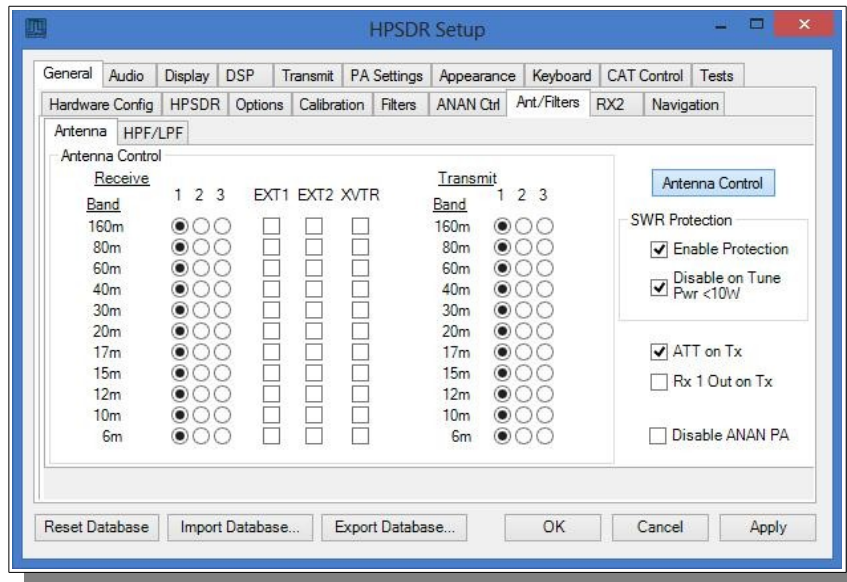 HPSDR Setup
General Audio Display DSP Transmit PA Settings Appearance Keyboard CAT Control Tests
Hardware Config HPSDR Options Calibration Filters ANAN Ctrl Ant/Filters RX2 Navigation
Antenna HPF/LPF
Antenna Control
Receive Transmit Antenna Control
1 2 3 EXT1 EXT2 XVTR 1 2 3
Band Band SWR Protection
160m 160m
80m 80m Enable Protection
60m 60m Disable on Tune
40m 40m Pwr <10W
30m 30m
20m 20m
17m 17m ATT on Tx
15m 15m Rx 1 Out on Tx
12m 12m
10m 10m
6m 6m Disable ANAN PA
Reset Database Import Database... Export Database... OK Cancel Apply